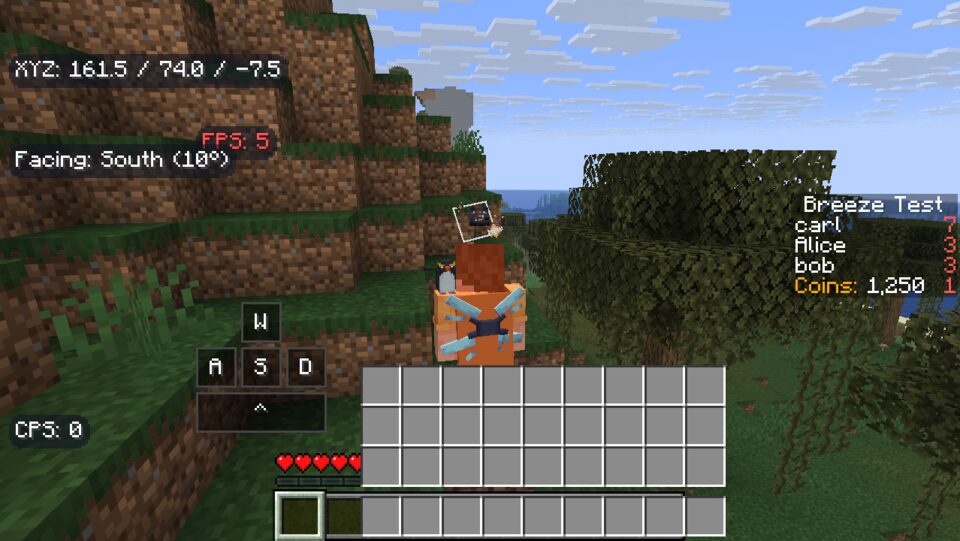 XYZ: 161.5 / 74.0 / -7.5
FPS: 5
Facing: South (10°)
Breeze Test
carl 7
Alice 3
bob 3
Coins: 1,250 1
W
A S D
^
CPS: 0